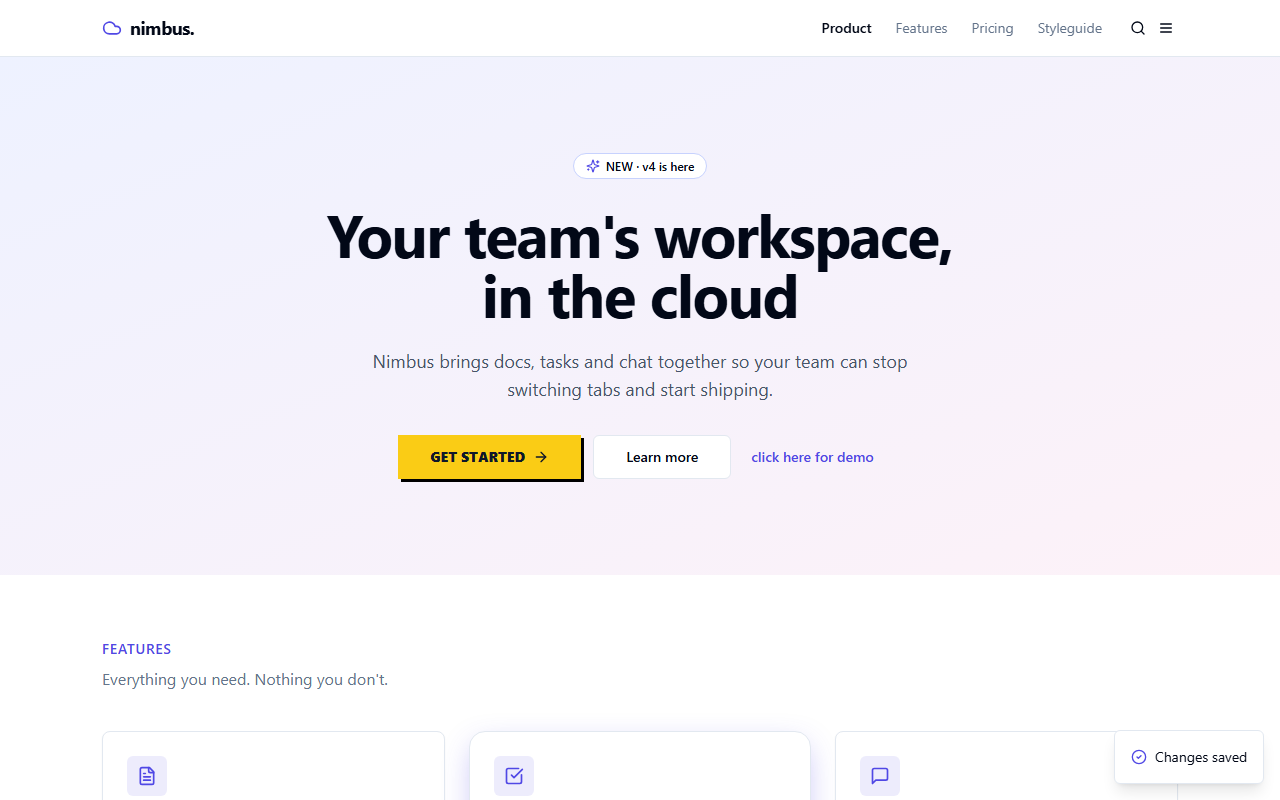 nimbus.
Product
Features
Pricing
Styleguide
NEW · v4 is here
Your team's workspace,
in the cloud
Nimbus brings docs, tasks and chat together so your team can stop
switching tabs and start shipping.
GET STARTED
Learn more
click here for demo
FEATURES
Everything you need. Nothing you don't.
Changes saved